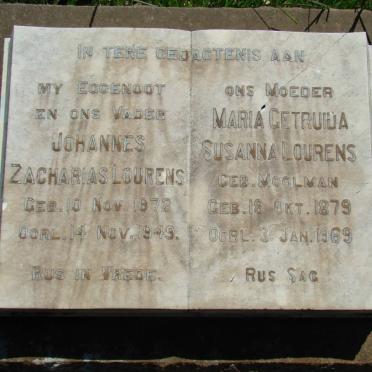 IN TERE GEDAGTENIS AAN
MY EGGENOOT
EN ONS VADER
JOHANNES
ZACHARIAS LOURENS
GEB. 10 NOV. 1872
OORL. 14 NOV. 1949.
RUS IN VREDE.
ONS MOEDER
MARIA GETRUIDA
SUSANNA LOURENS
GEB. MOOLMAN
GEB. 18 OKT. 1879
OORL. 3 JAN. 1969
RUS SAG